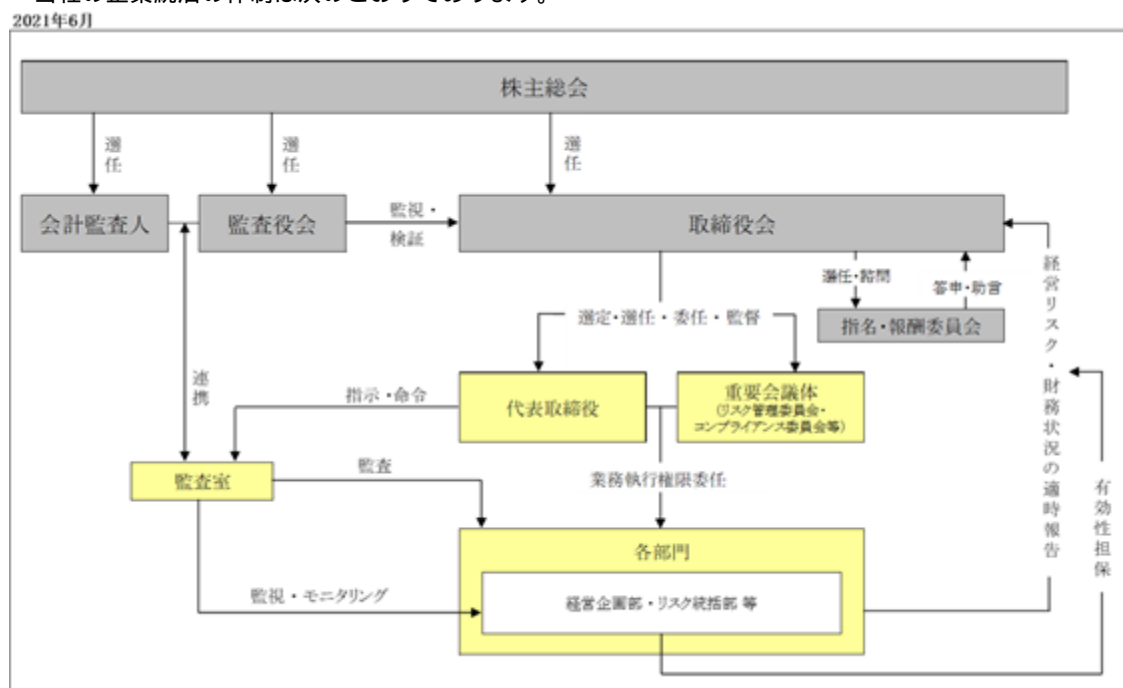 当社の企業統治の体制は次のとおりであります。
2021年6月
株主総会
選任
選任
選任
会計監査人
監査役会
監視・
検証
取締役会
選任・諮問
答申・助言
指名・報酬委員会
選定・選任・委任・監督
経営リスク・財務状況の適時報告
連携
指示・命令
代表取締役
重要会議体
(リスク管理委員会・
コンプライアンス委員会等)
監査室
監査
業務執行権限委任
有効性担保
各部門
監視・モニタリング
経営企画部・リスク統括部 等